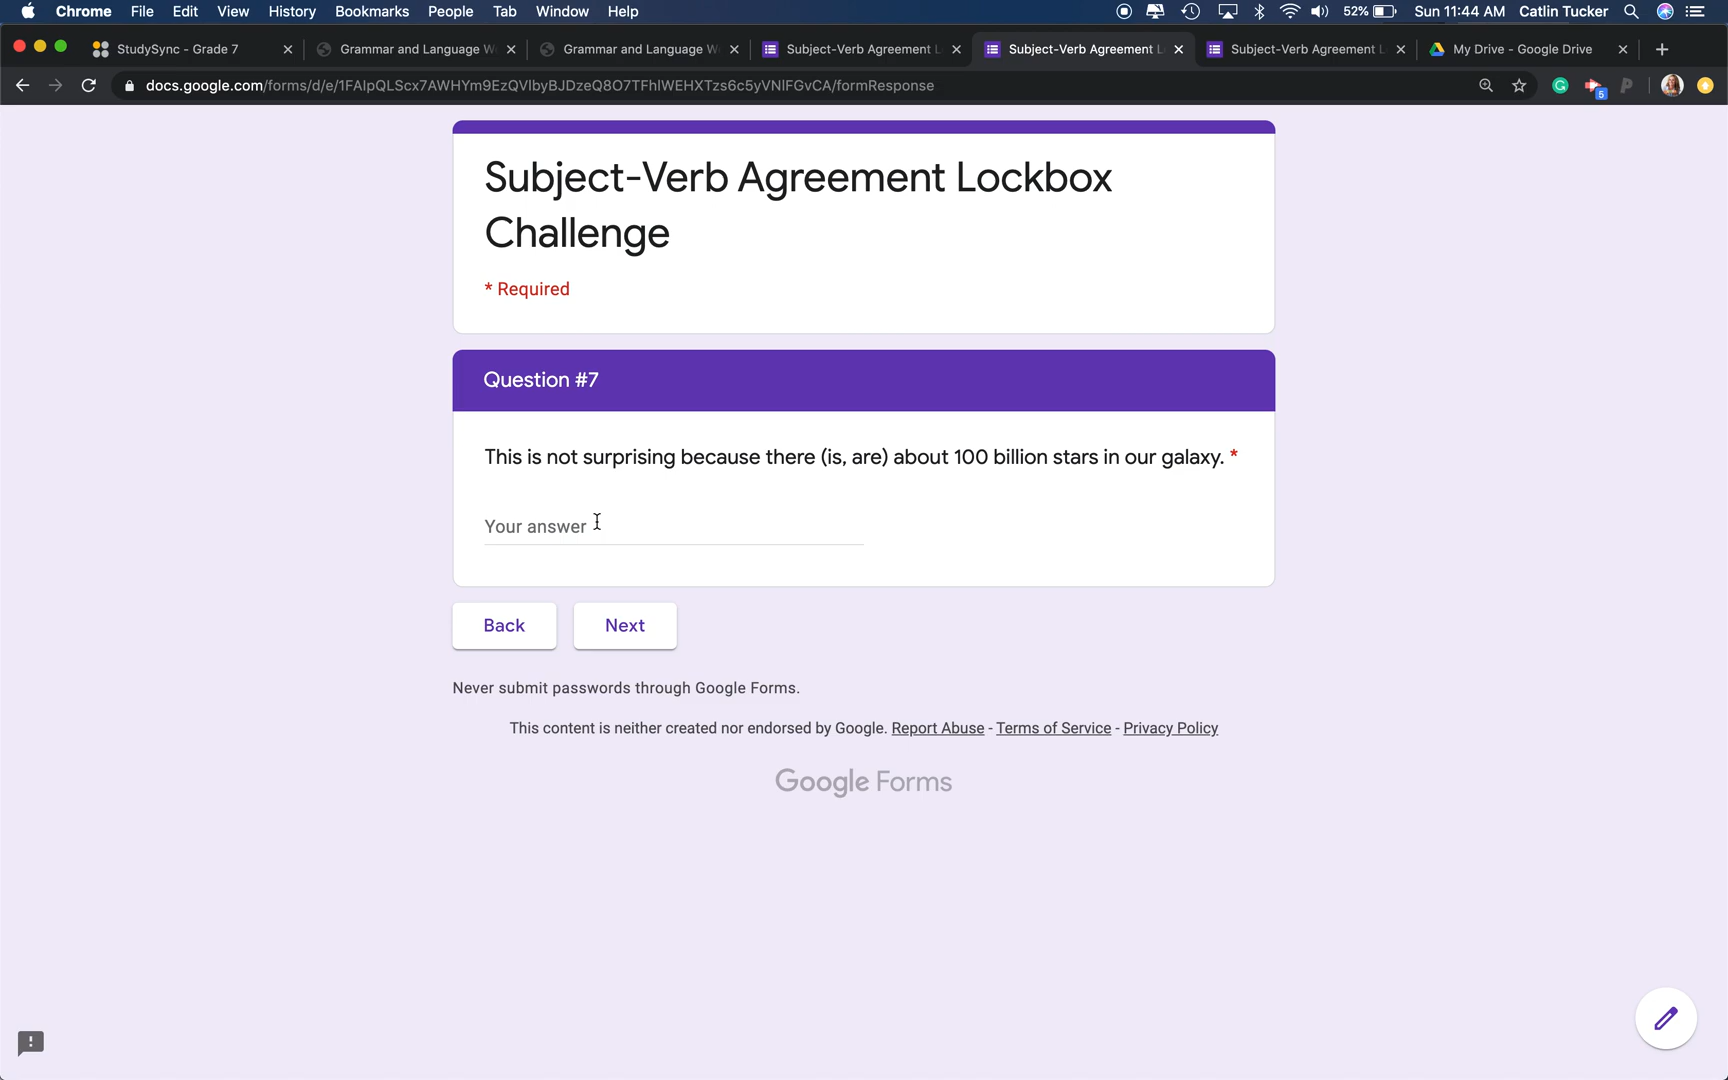 Chrome File Edit View History Bookmarks People Tab Window Help 52% Sun 11:44 AM Catlin Tucker
StudySync - Grade 7 Grammar and Language W Grammar and Language W Subject-Verb Agreement L Subject-Verb Agreement L Subject-Verb Agreement L My Drive - Google Drive
docs.google.com/forms/d/e/1FAIpQLScx7AWHYm9EzQVlbyBJDzeQ8O7TFhlWEHXTzs6c5yVNlFGvCA/formResponse 5
Subject-Verb Agreement Lockbox
Challenge
* Required
Question #7
This is not surprising because there (is, are) about 100 billion stars in our galaxy. *
Your answer
Back Next
Never submit passwords through Google Forms.
This content is neither created nor endorsed by Google. Report Abuse - Terms of Service - Privacy Policy
Google Forms